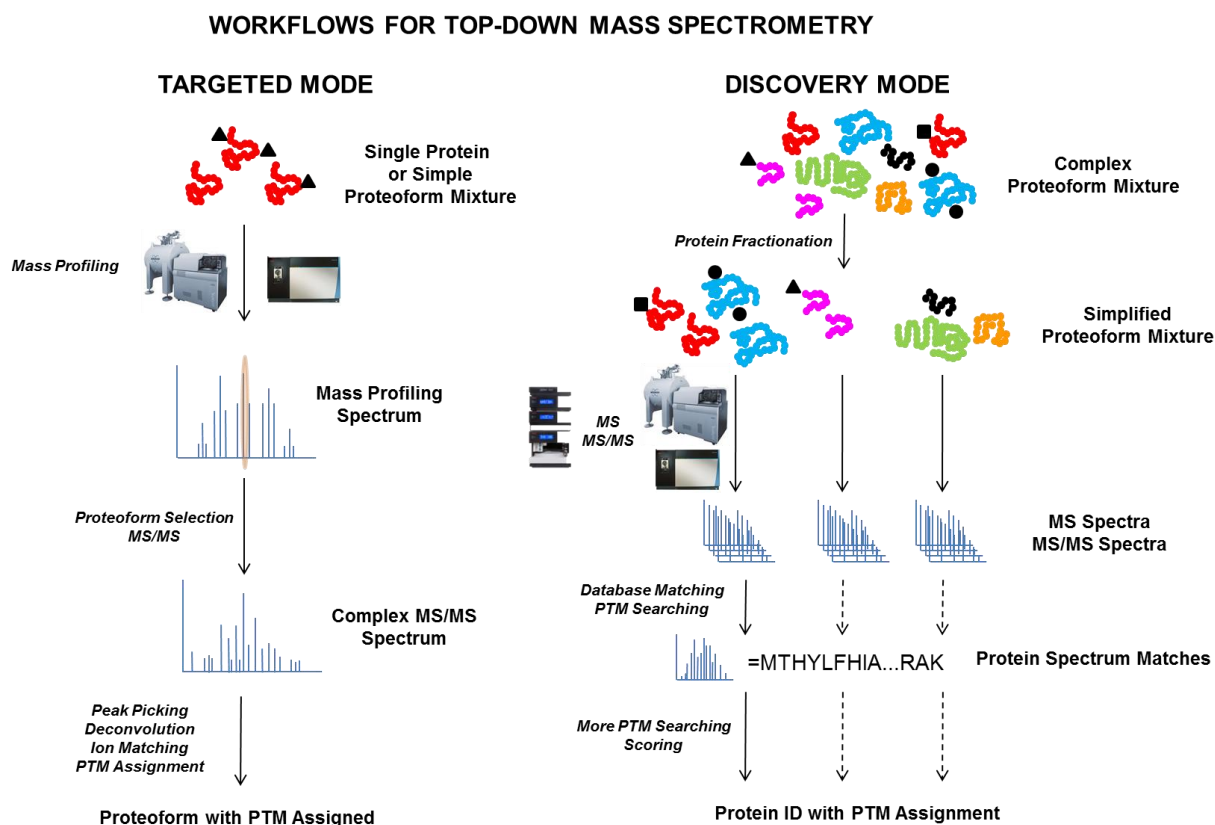 WORKFLOWS FOR TOP-DOWN MASS SPECTROMETRY
TARGETED MODE
Single Protein
or Simple
Proteoform Mixture
Mass Profiling
Mass Profiling
Spectrum
Proteoform Selection
MS/MS
Complex MS/MS
Spectrum
Peak Picking
Deconvolution
Ion Matching
PTM Assignment
Proteoform with PTM Assigned
DISCOVERY MODE
Complex
Proteoform Mixture
Protein Fractionation
Simplified
Proteoform Mixture
MS
MS/MS
MS Spectra
MS/MS Spectra
Database Matching
PTM Searching
=MTHYLFHIA...RAK
Protein Spectrum Matches
More PTM Searching
Scoring
Protein ID with PTM Assignment